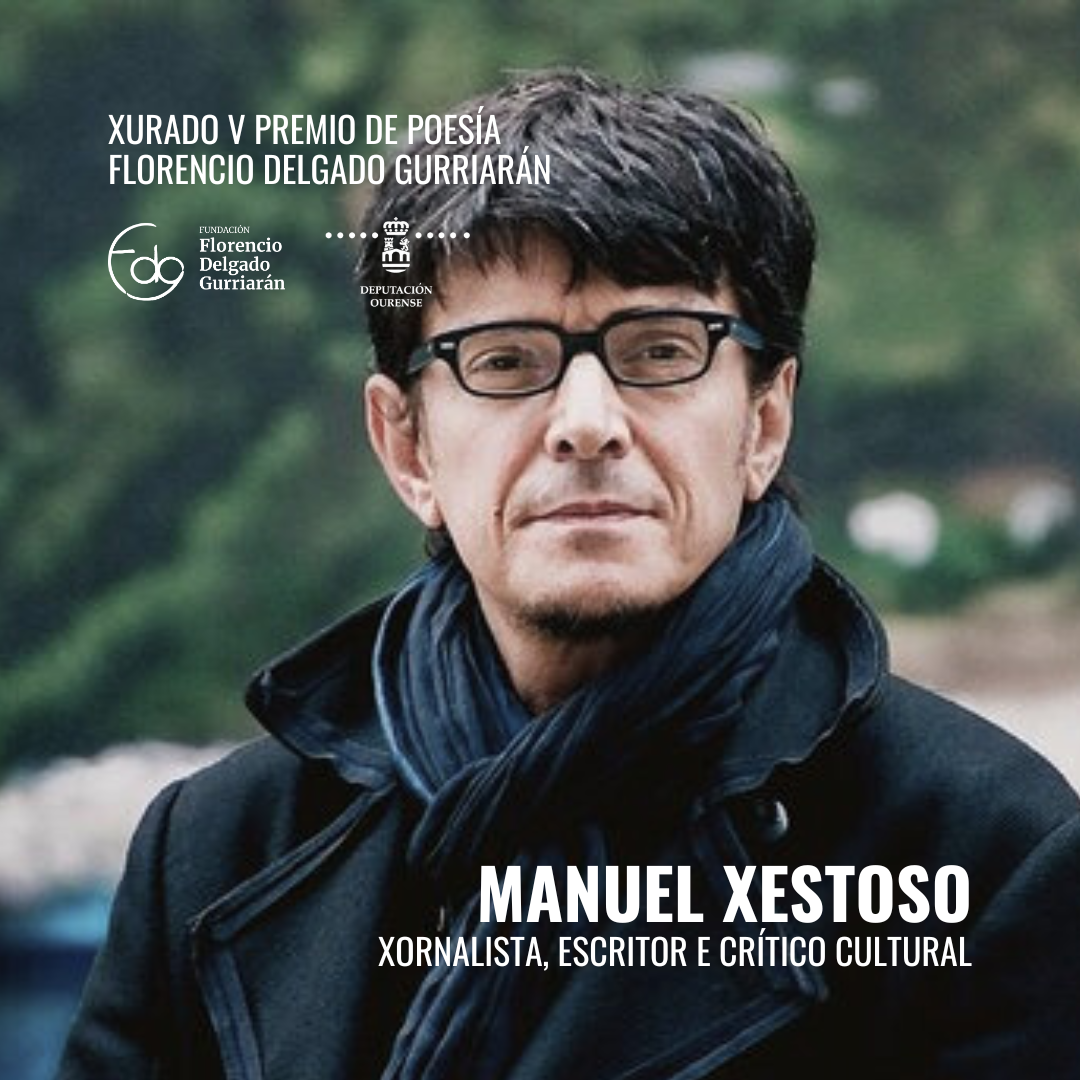 XURADO V PREMIO DE POESÍA
FLORENCIO DELGADO GURRIARÁN
Fdg
FUNDACIÓN
Florencio
Delgado
Gurriarán
DEPUTACIÓN
OURENSE
MANUEL XESTOSO
XORNALISTA, ESCRITOR E CRÍTICO CULTURAL